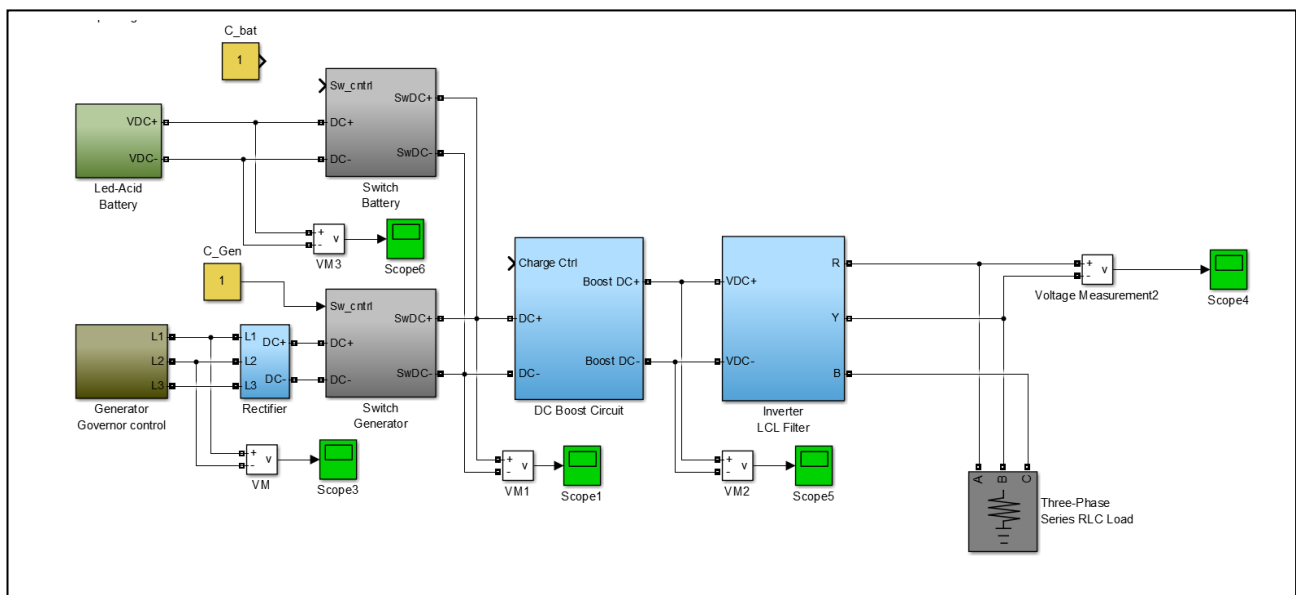 C_bat
1
Sw_cntrl
SwDC+
VDC+
DC+
SwDC-
VDC-
DC-
Led-Acid
Battery
Switch
Battery
+
-
v
VM3
Scope6
C_Gen
1
Sw_cntrl
SwDC+
DC+
SwDC-
DC-
L1
L2
L3
L1
L2
L3
DC+
DC-
Generator
Governor control
Rectifier
Switch
Generator
+
-
v
VM
Scope3
Charge Ctrl
Boost DC+
DC+
Boost DC-
DC-
DC Boost Circuit
+
-
v
VM1
Scope1
R
VDC+
Y
VDC-
B
Inverter
LCL Filter
+
-
v
VM2
Scope5
+
-
v
Voltage Measurement2
Scope4
A
B
C
Three-Phase
Series RLC Load